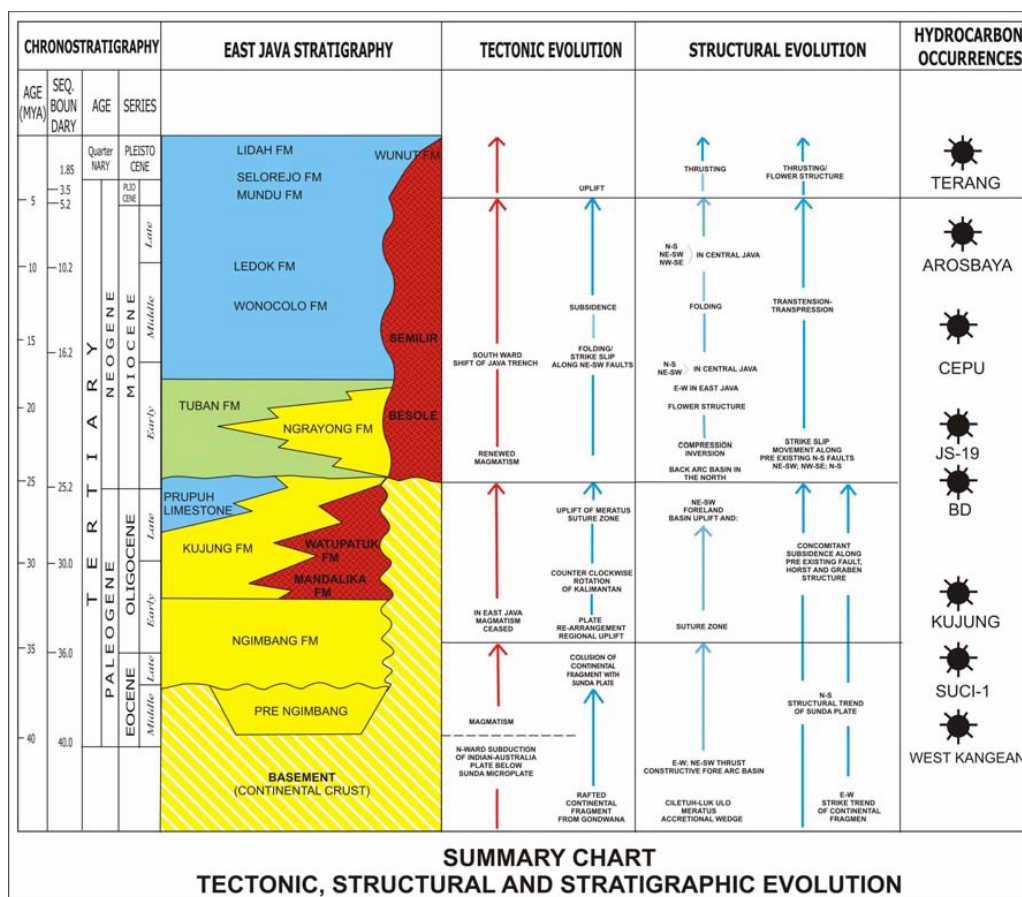 CHRONOSTRATIGRAPHY
EAST JAVA STRATIGRAPHY
TECTONIC EVOLUTION
STRUCTURAL EVOLUTION
HYDROCARBON
OCCURRENCES
AGE
(MYA)
SEQ.
BOUN
DARY
AGE
SERIES
5
10
15
20
25
30
35
40
1.85
3.5
5.2
10.2
16.2
25.2
30.0
36.0
40.0
Quarter
NARY
TERTIARY
NEOGENE
PALEOGENE
PLEISTO
CENE
PLIO
CENE
MIOCENE
OLIGOCENE
EOCENE
Late
Middle
Early
Late
Early
Late
Middle
LIDAH FM
WUNUT FM
SELOREJO FM
MUNDU FM
LEDOK FM
WONOCOLO FM
SEMILIR
TUBAN FM
NGRAYONG FM
BESOLE
PRUPUH
LIMESTONE
KUJUNG FM
WATUPATUK
FM
MANDALIKA
FM
NGIMBANG FM
PRE NGIMBANG
BASEMENT
(CONTINENTAL CRUST)
SOUTH WARD
SHIFT OF JAVA TRENCH
RENEWED
MAGMATISM
IN EAST JAVA
MAGMATISM
CEASED
MAGMATISM
N-WARD SUBDUCTION
OF INDIAN-AUSTRALIA
PLATE BELOW
SUNDA MICROPLATE
UPLIFT
SUBSIDENCE
FOLDING/
STRIKE SLIP
ALONG NE-SW FAULTS
UPLIFT OF MERATUS
SUTURE ZONE
COUNTER CLOCKWISE
ROTATION
OF KALIMANTAN
PLATE
RE-ARRANGEMENT
REGIONAL UPLIFT
COLLISION OF
CONTINENTAL
FRAGMENT WITH
SUNDA PLATE
RAFTED
CONTINENTAL
FRAGMENT
FROM GONDWANA
THRUSTING
N-S
NE-SW
NW-SE
IN CENTRAL JAVA
FOLDING
N-S
NE-SW
IN CENTRAL JAVA
E-W IN EAST JAVA
FLOWER STRUCTURE
COMPRESSION
INVERSION
BACK ARC BASIN IN
THE NORTH
NE-SW
FORELAND
BASIN UPLIFT AND:
SUTURE ZONE
E-W; NE-SW THRUST
CONSTRUCTIVE FORE ARC BASIN
CILETUH-LUK ULO
MERATUS
ACCRETIONAL WEDGE
THRUSTING/
FLOWER STRUCTURE
TRANSTENSION-
TRANSPRESSION
STRIKE SLIP
MOVEMENT ALONG
PRE EXISTING N-S FAULTS
NE-SW; NW-SE; N-S
CONCOMITANT
SUBSIDENCE ALONG
PRE EXISTING FAULT,
HORST AND GRABEN
STRUCTURE
N-S
STRUCTURAL TREND
OF SUNDA PLATE
E-W
STRIKE TREND
OF CONTINENTAL
FRAGMEN
TERANG
AROSBAYA
CEPU
JS-19
BD
KUJUNG
SUCI-1
WEST KANGEAN
SUMMARY CHART
TECTONIC, STRUCTURAL AND STRATIGRAPHIC EVOLUTION